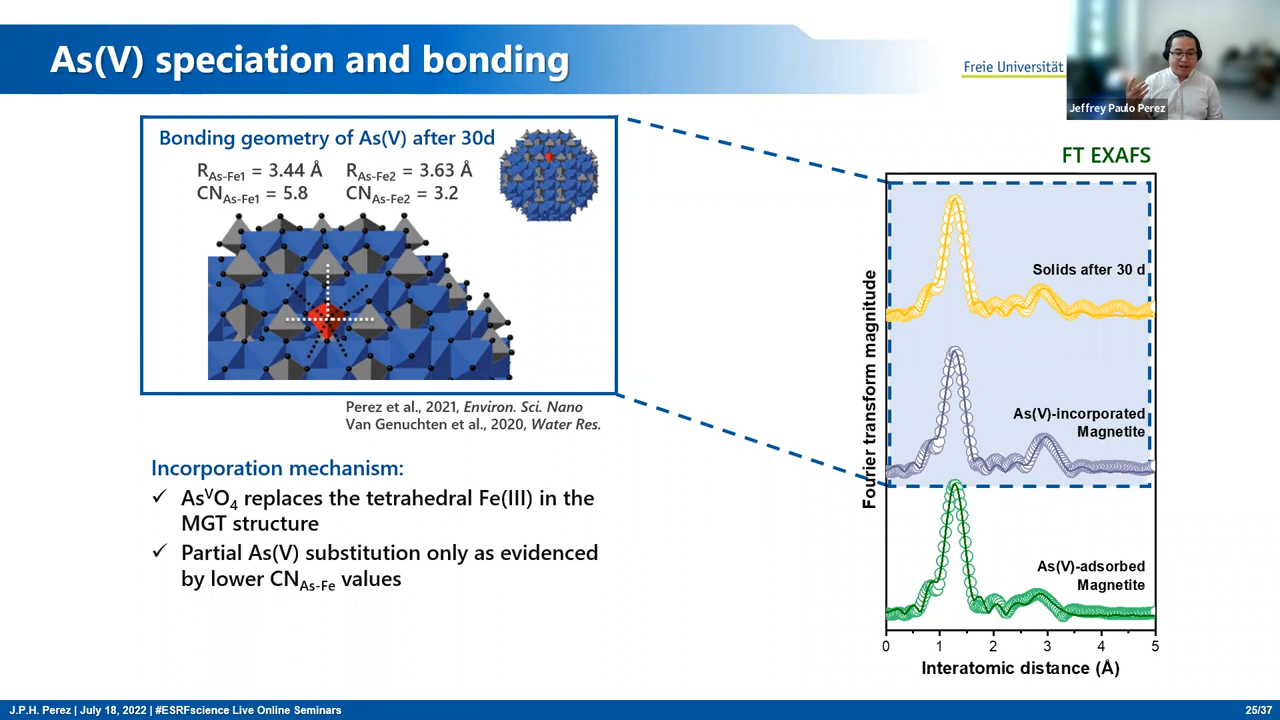 As(V) speciation and bonding
Freie Universität
Jeffrey Paulo Perez
Bonding geometry of As(V) after 30d
R_As-Fe1 = 3.44 Å R_As-Fe2 = 3.63 Å
CN_As-Fe1 = 5.8 CN_As-Fe2 = 3.2
Perez et al., 2021, Environ. Sci. Nano
Van Genuchten et al., 2020, Water Res.
Incorporation mechanism:
✓ As^VO₄ replaces the tetrahedral Fe(III) in the
MGT structure
✓ Partial As(V) substitution only as evidenced
by lower CN_As-Fe values
FT EXAFS
Fourier transform magnitude
Solids after 30 d
As(V)-incorporated
Magnetite
As(V)-adsorbed
Magnetite
0 1 2 3 4 5
Interatomic distance (Å)
J.P.H. Perez | July 18, 2022 | #ESRFscience Live Online Seminars
25/37